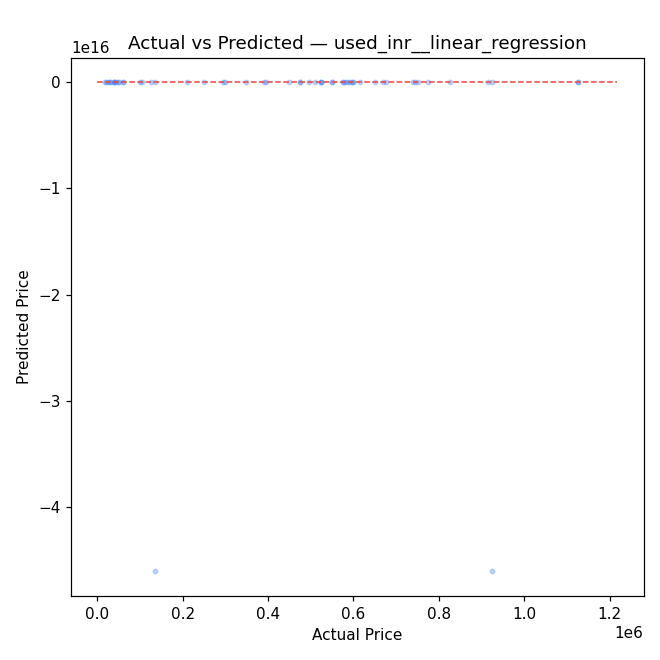 Actual vs Predicted — used_inr__linear_regression
1e16
0
−1
−2
−3
−4
Predicted Price
0.0 0.2 0.4 0.6 0.8 1.0 1.2
1e6
Actual Price